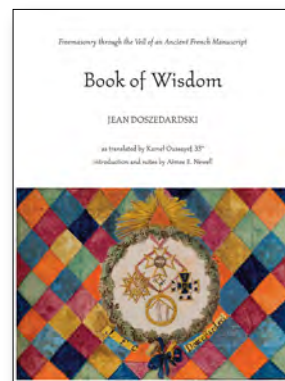 Freemasonry through the Veil of an Ancient French Manuscript
Book of Wisdom
JEAN DOSZEDARDSKI
as translated by Kamel Oussayef, 33°
introduction and notes by Aimee E. Newell